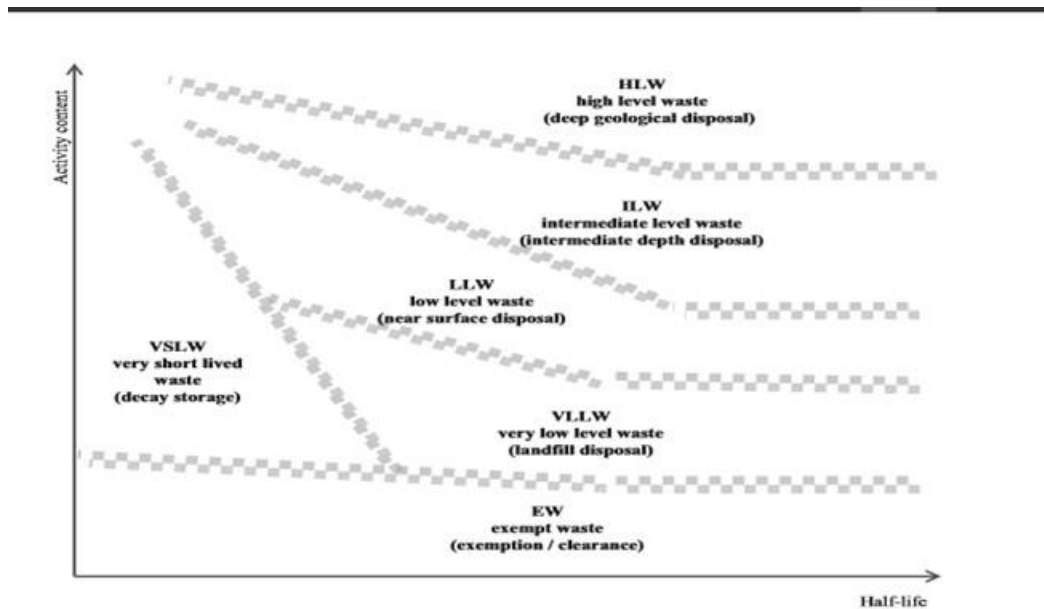 Activity content
HLW
high level waste
(deep geological disposal)
ILW
intermediate level waste
(intermediate depth disposal)
LLW
low level waste
(near surface disposal)
VSLW
very short lived
waste
(decay storage)
VLLW
very low level waste
(landfill disposal)
EW
exempt waste
(exemption / clearance)
Half-life